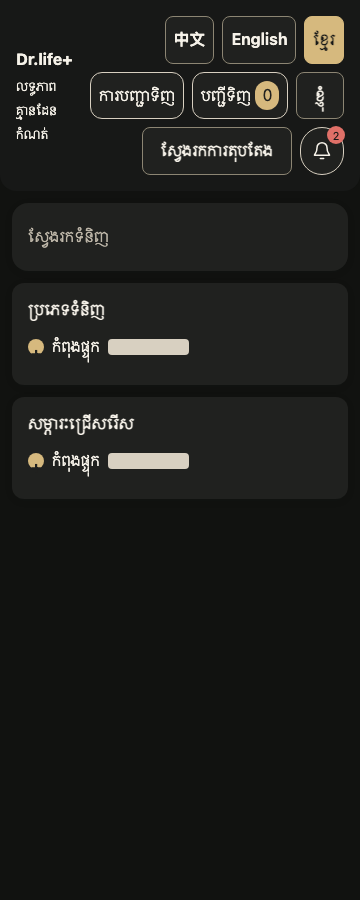 中文
English
ខ្មែរ
Dr.life+
លទ្ធភាព
គ្មានដែន
កំណត់
ការបញ្ជាទិញ
បញ្ជីទិញ 0
ខ្ញុំ
ស្វែងរកការតុបតែង
2
ស្វែងរកទំនិញ
ប្រភេទទំនិញ
កំពុងផ្ទុក
សម្ភារៈជ្រើសរើស
កំពុងផ្ទុក